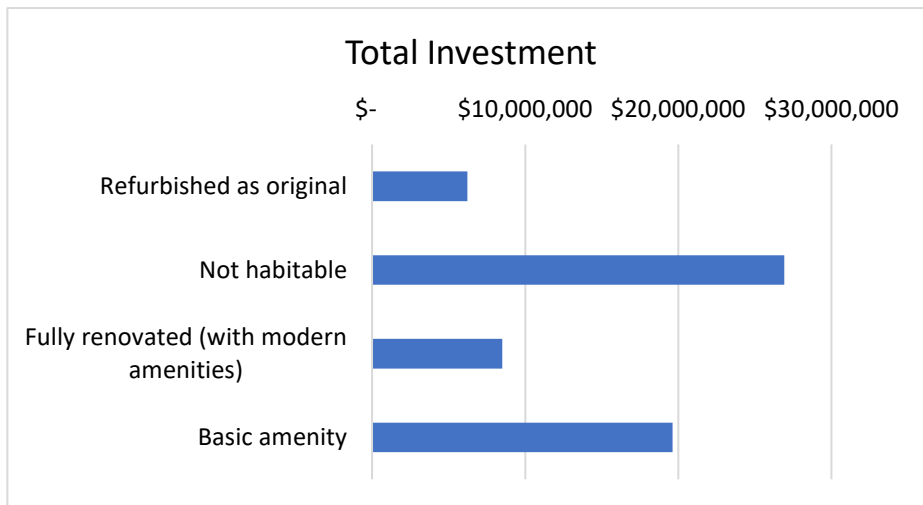 Total Investment
$- $10,000,000 $20,000,000 $30,000,000
Refurbished as original
Not habitable
Fully renovated (with modern
amenities)
Basic amenity